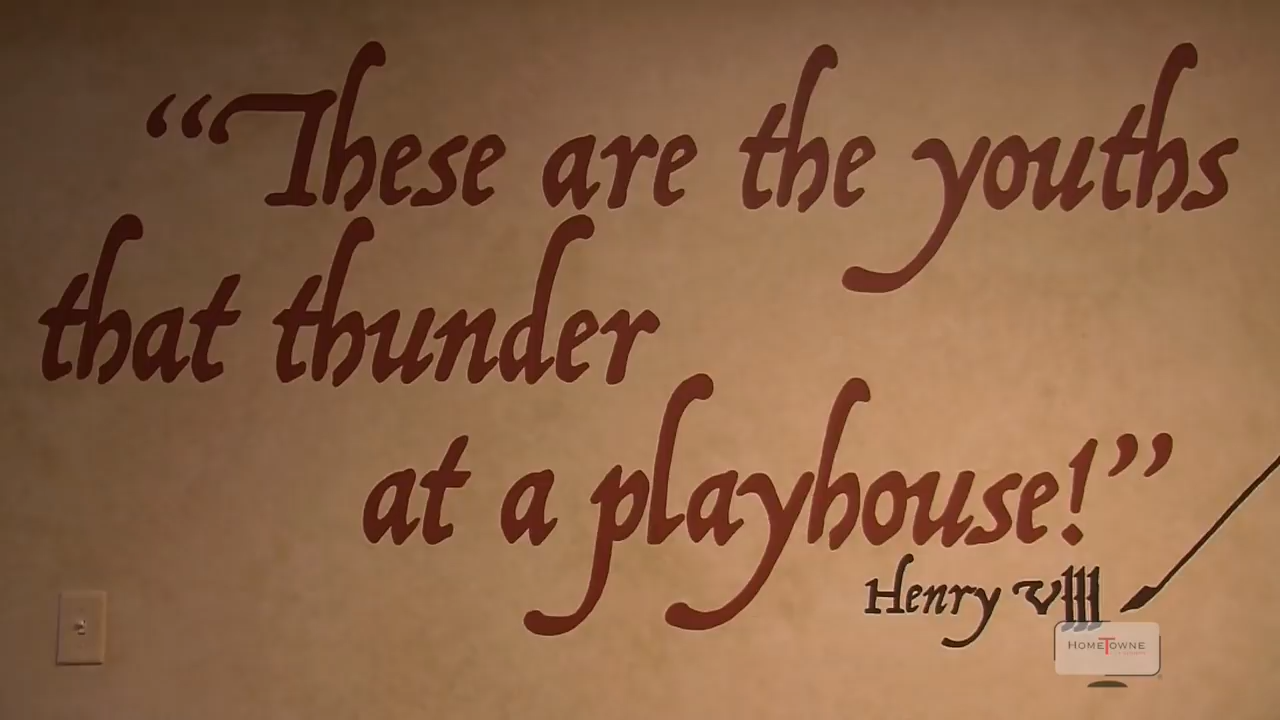 “These are the youths
that thunder
at a playhouse!”
Henry VIII
HOMETOWNE